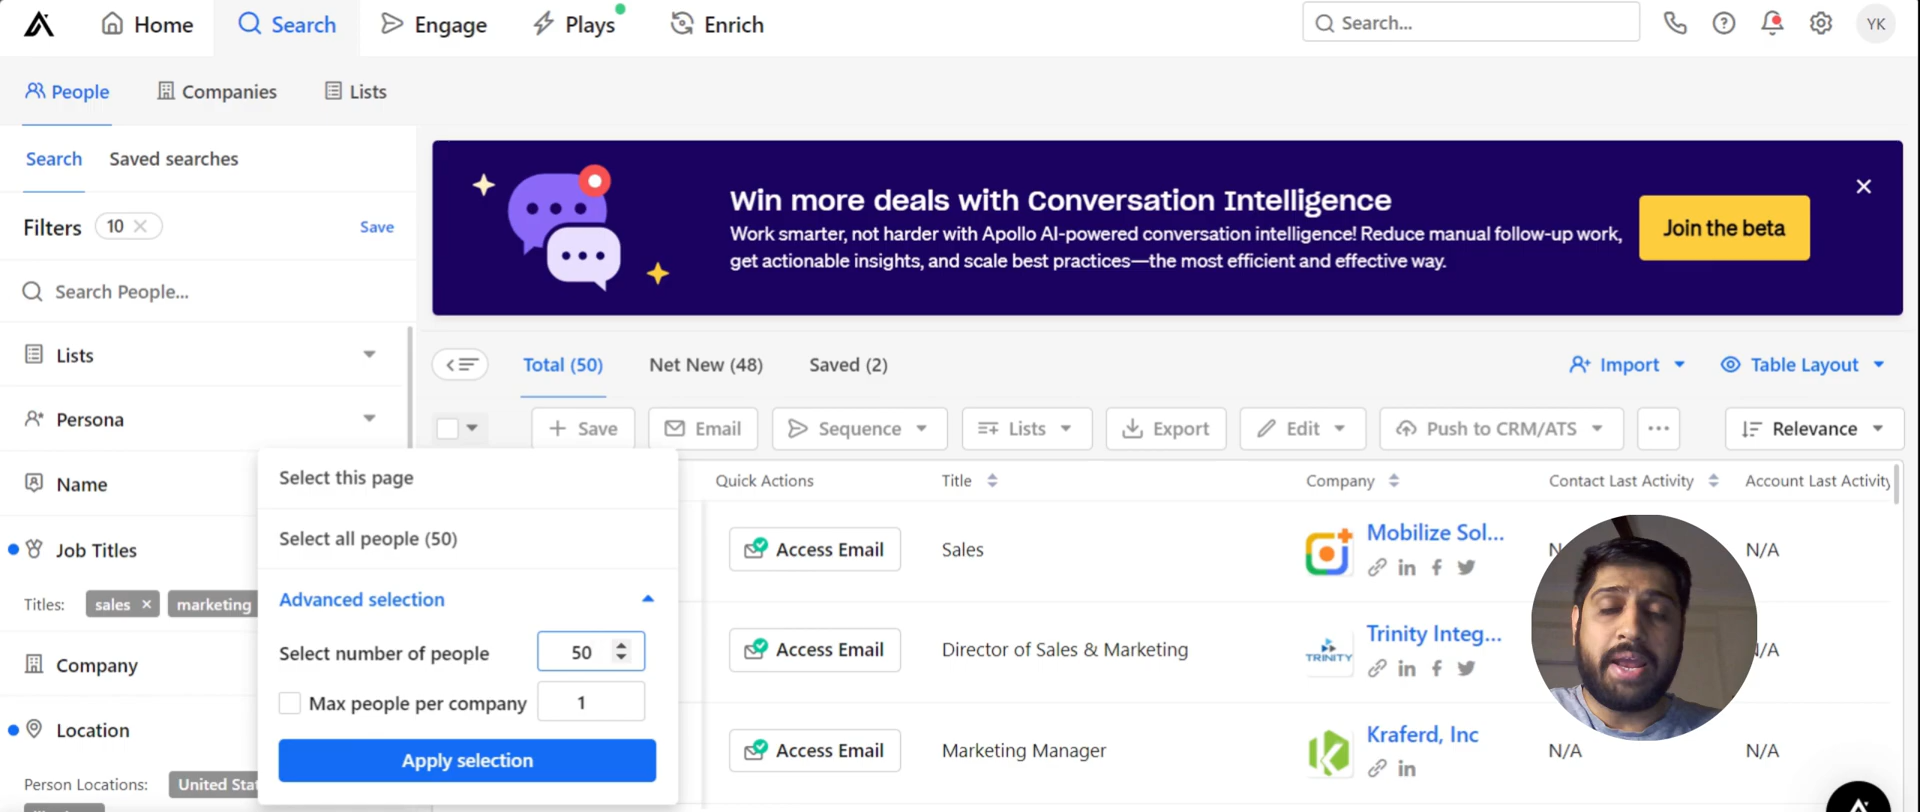 Home
Search
Engage
Plays
Enrich
Search...
YK
People
Companies
Lists
Search
Saved searches
Filters
10
Save
Search People...
Lists
Persona
Name
Job Titles
Titles:
sales
marketing
Company
Location
Person Locations:
Win more deals with Conversation Intelligence
Work smarter, not harder with Apollo AI-powered conversation intelligence! Reduce manual follow-up work,
get actionable insights, and scale best practices—the most efficient and effective way.
Join the beta
Total (50)
Net New (48)
Saved (2)
Import
Table Layout
Save
Email
Sequence
Lists
Export
Edit
Push to CRM/ATS
Relevance
Select this page
Select all people (50)
Advanced selection
Select number of people
50
Max people per company
1
Apply selection
Quick Actions
Title
Company
Contact Last Activity
Account Last Activity
Access Email
Sales
Mobilize Sol...
N/A
Access Email
Director of Sales & Marketing
TRINITY
Trinity Integ...
Access Email
Marketing Manager
Kraferd, Inc
N/A
N/A